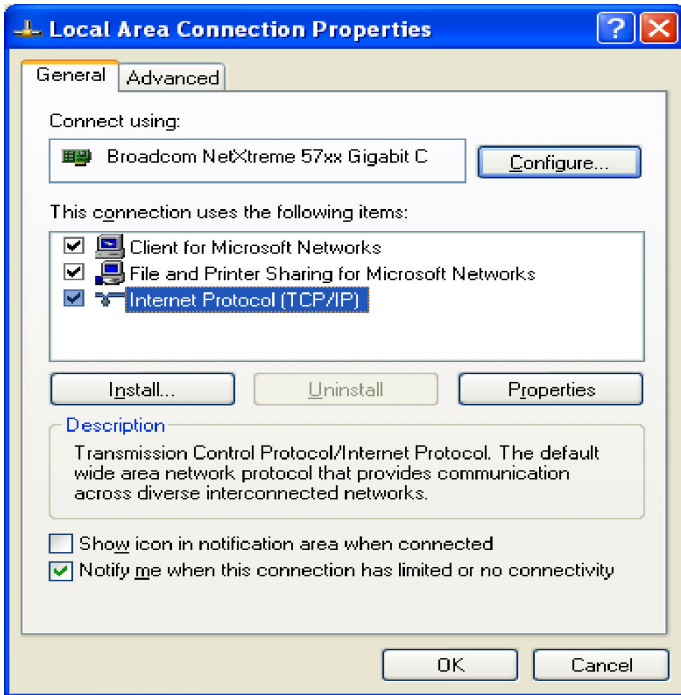 Local Area Connection Properties
General
Advanced
Connect using:
Broadcom NetXtreme 57xx Gigabit C
Configure...
This connection uses the following items:
Client for Microsoft Networks
File and Printer Sharing for Microsoft Networks
Internet Protocol (TCP/IP)
Install...
Uninstall
Properties
Description
Transmission Control Protocol/Internet Protocol. The default
wide area network protocol that provides communication
across diverse interconnected networks.
Show icon in notification area when connected
Notify me when this connection has limited or no connectivity
OK
Cancel